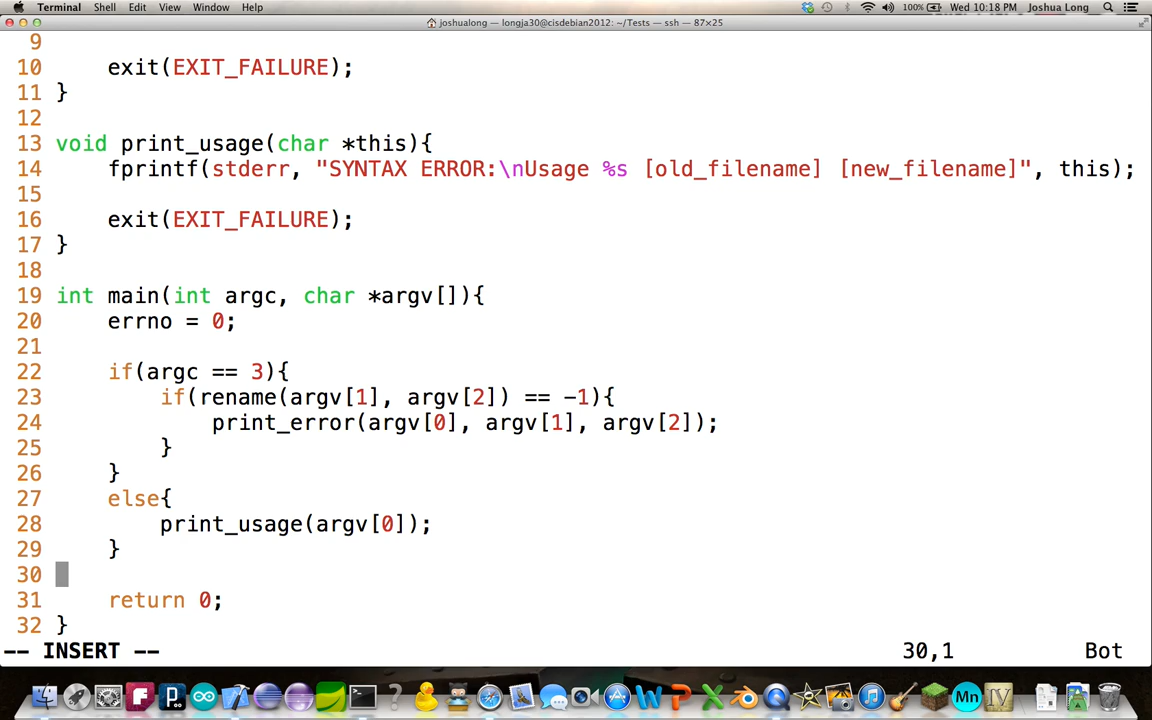 Terminal Shell Edit View Window Help 100% Wed 10:18 PM Joshua Long
joshualong — longja30@cisdebian2012: ~/Tests — ssh — 87×25
9
10 exit(EXIT_FAILURE);
11 }
12
13 void print_usage(char *this){
14 fprintf(stderr, "SYNTAX ERROR:\nUsage %s [old_filename] [new_filename]", this);
15
16 exit(EXIT_FAILURE);
17 }
18
19 int main(int argc, char *argv[]){
20 errno = 0;
21
22 if(argc == 3){
23 if(rename(argv[1], argv[2]) == -1){
24 print_error(argv[0], argv[1], argv[2]);
25 }
26 }
27 else{
28 print_usage(argv[0]);
29 }
30
31 return 0;
32 }
-- INSERT -- 30,1 Bot
Mn IV